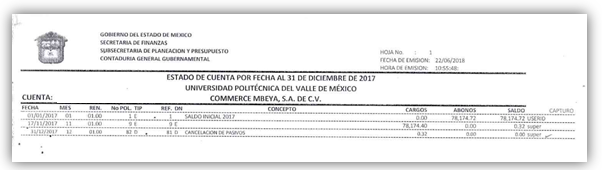 GOBIERNO DEL ESTADO DE MEXICO
SECRETARIA DE FINANZAS
SUBSECRETARIA DE PLANEACION Y PRESUPUESTO
CONTADURIA GENERAL GUBERNAMENTAL
HOJA No. : 1
FECHA DE EMISION: 22/06/2018
HORA DE EMISION: 10:55:48
ESTADO DE CUENTA POR FECHA AL 31 DE DICIEMBRE DE 2017
UNIVERSIDAD POLITÉCNICA DEL VALLE DE MÉXICO
CUENTA: COMMERCE MBEYA, S.A. DE C.V.
FECHA MES REN. No POL. TIP REF. DN CONCEPTO CARGOS ABONOS SALDO CAPTURO
01/01/2017 01 01.00 1 E 1 SALDO INICIAL 2017 0.00 78,174.72 78,174.72 USERID
17/11/2017 11 03.00 9 E 9 E 78,174.40 0.00 0.32 super
31/12/2017 12 03.00 82 D 81 D CANCELACION DE PASIVOS 0.32 0.00 0.00 super